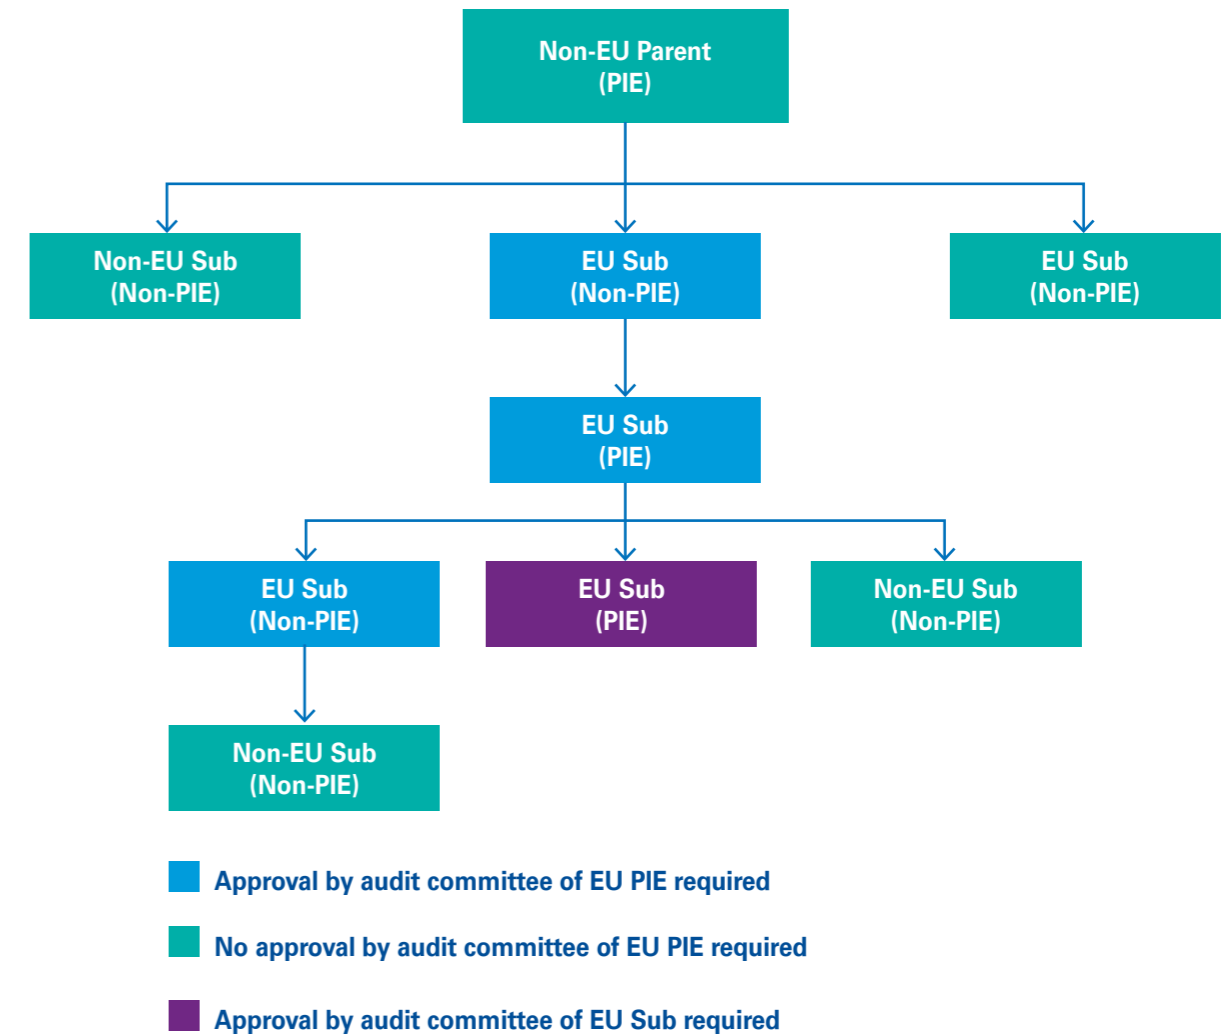 Non-EU Parent
(PIE)
Non-EU Sub
(Non-PIE)
EU Sub
(Non-PIE)
EU Sub
(Non-PIE)
EU Sub
(PIE)
EU Sub
(Non-PIE)
EU Sub
(PIE)
Non-EU Sub
(Non-PIE)
Non-EU Sub
(Non-PIE)
Approval by audit committee of EU PIE required
No approval by audit committee of EU PIE required
Approval by audit committee of EU Sub required